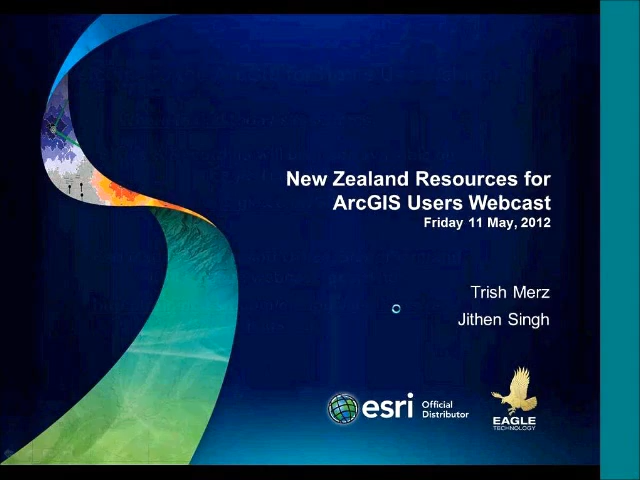 New Zealand Resources for
ArcGIS Users Webcast
Friday 11 May, 2012
Trish Merz
Jithen Singh
esri Official
Distributor
EAGLE
TECHNOLOGY